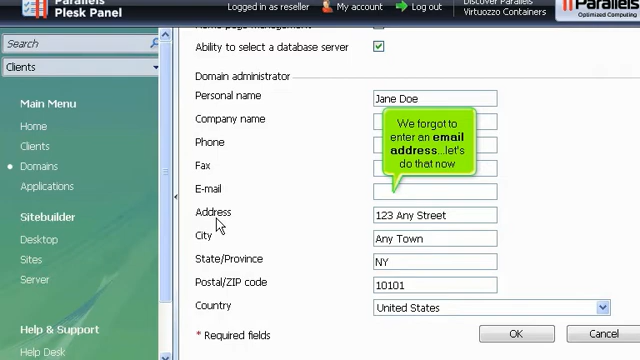 Parallels
Plesk Panel
Logged in as reseller
My account
Log out
Discover Parallels
Virtuozzo Containers
Parallels
Optimized Computing
Search
Clients
Main Menu
Home
Clients
Domains
Applications
Sitebuilder
Desktop
Sites
Server
Help & Support
Help Desk
Ability to select a database server
Domain administrator
Personal name
Jane Doe
Company name
Phone
Fax
E-mail
Address
123 Any Street
City
Any Town
State/Province
NY
Postal/ZIP code
10101
Country
United States
* Required fields
OK
Cancel
We forgot to
enter an email
address...let's
do that now